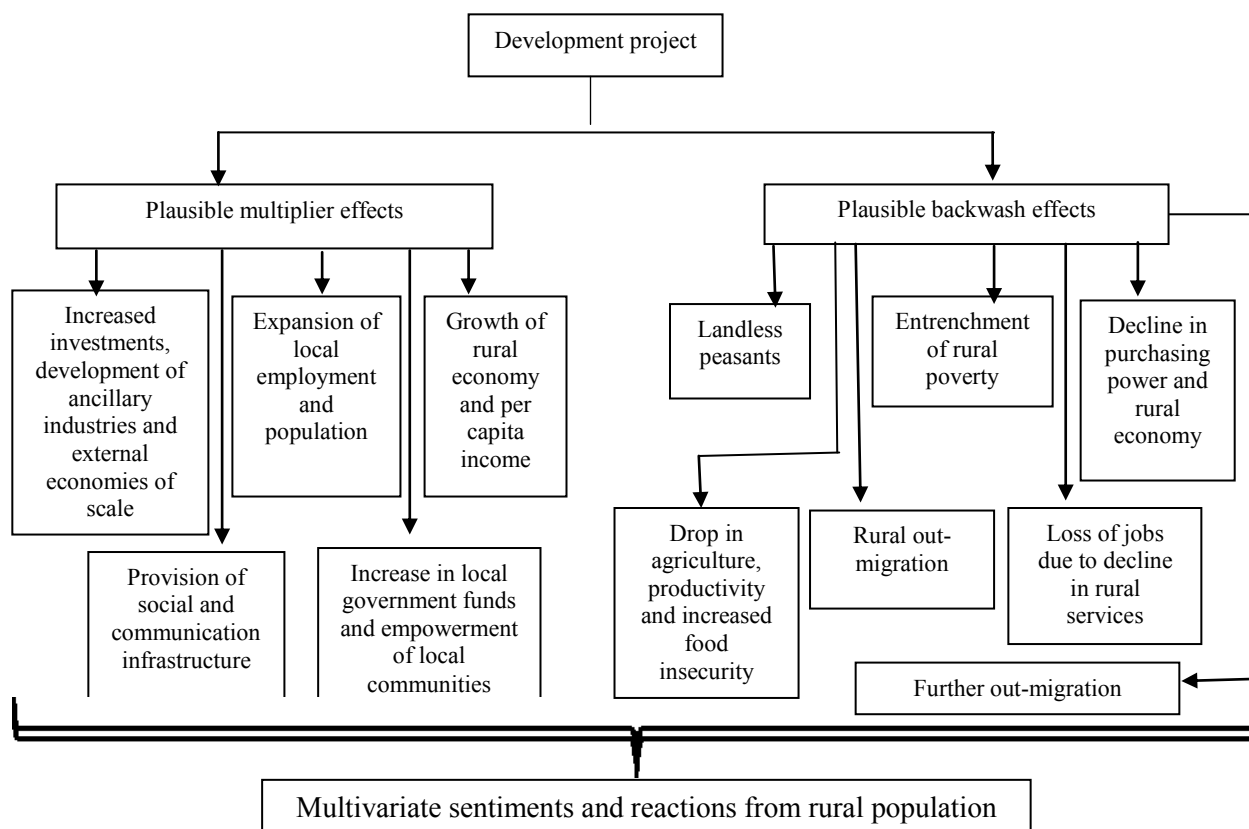 Development project
Plausible multiplier effects
Plausible backwash effects
Increased
investments,
development of
ancillary
industries and
external
economies of
scale
Expansion of
local
employment
and
population
Growth of
rural
economy
and per
capita
income
Landless
peasants
Entrenchment
of rural
poverty
Decline in
purchasing
power and
rural
economy
Provision of
social and
communication
infrastructure
Increase in local
government funds
and empowerment
of local
communities
Drop in
agriculture,
productivity
and increased
food
insecurity
Rural out-
migration
Loss of jobs
due to decline
in rural
services
Further out-migration
Multivariate sentiments and reactions from rural population